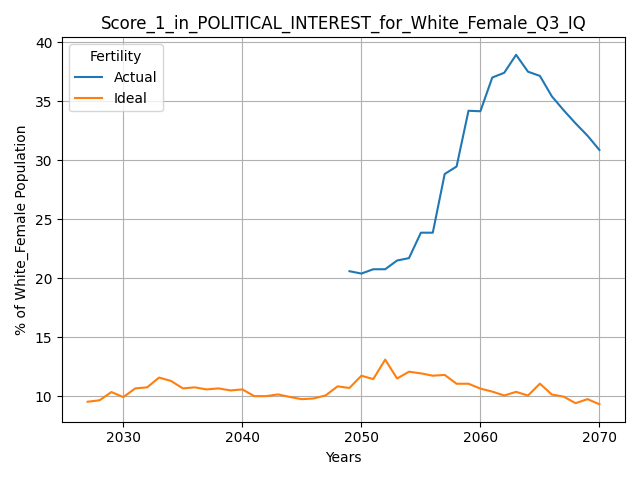 Score_1_in_POLITICAL_INTEREST_for_White_Female_Q3_IQ
Fertility
Actual
Ideal
% of White_Female Population
40
35
30
25
20
15
10
2030 2040 2050 2060 2070
Years